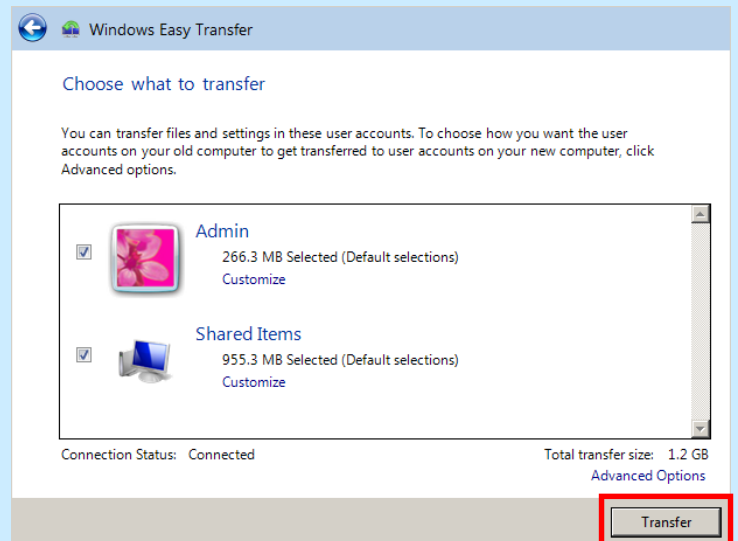 Windows Easy Transfer
Choose what to transfer
You can transfer files and settings in these user accounts. To choose how you want the user
accounts on your old computer to get transferred to user accounts on your new computer, click
Advanced options.
Admin
266.3 MB Selected (Default selections)
Customize
Shared Items
955.3 MB Selected (Default selections)
Customize
Connection Status: Connected
Total transfer size: 1.2 GB
Advanced Options
Transfer